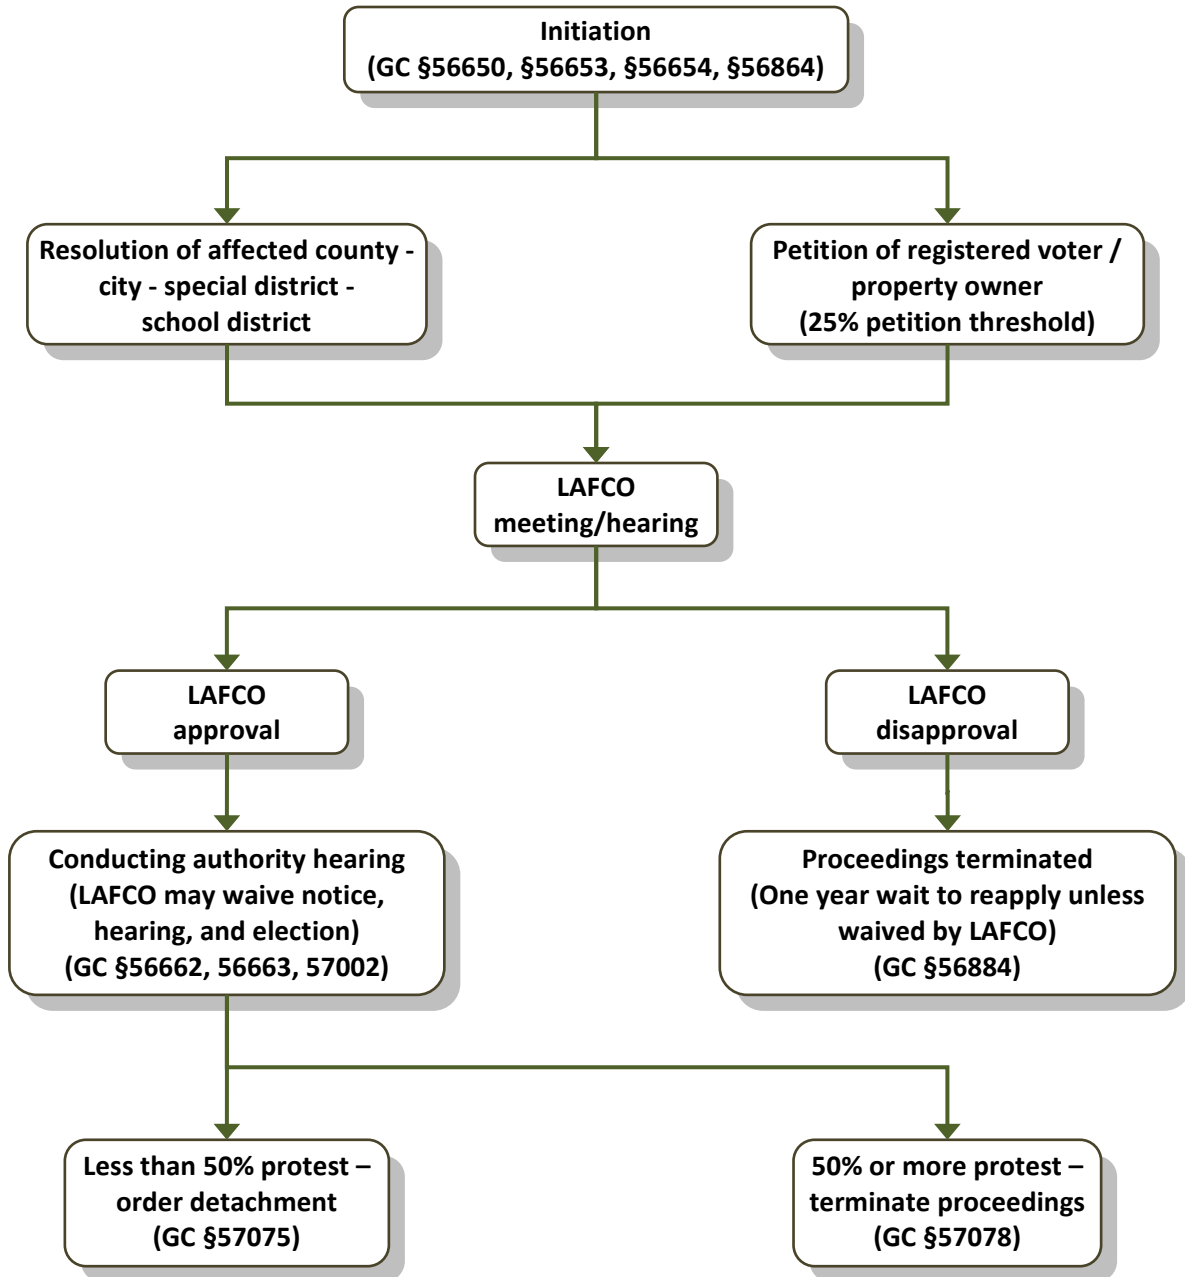 Initiation
(GC §56650, §56653, §56654, §56864)
Resolution of affected county -
city - special district -
school district
Petition of registered voter /
property owner
(25% petition threshold)
LAFCO
meeting/hearing
LAFCO
approval
LAFCO
disapproval
Conducting authority hearing
(LAFCO may waive notice,
hearing, and election)
(GC §56662, 56663, 57002)
Proceedings terminated
(One year wait to reapply unless
waived by LAFCO)
(GC §56884)
Less than 50% protest –
order detachment
(GC §57075)
50% or more protest –
terminate proceedings
(GC §57078)